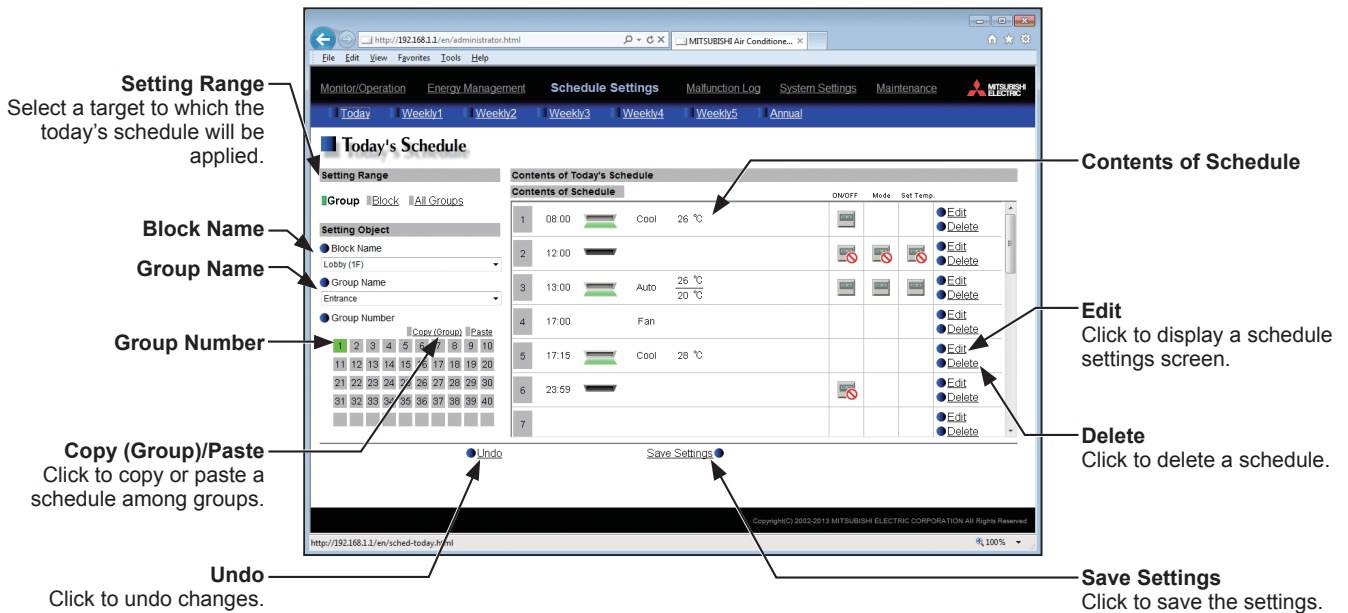 http://192.168.1.1/en/administrator.html
MITSUBISHI Air Conditione...
File Edit View Favorites Tools Help
Monitor/Operation Energy Management Schedule Settings Malfunction Log System Settings Maintenance MITSUBISHI ELECTRIC
Today Weekly1 Weekly2 Weekly3 Weekly4 Weekly5 Annual
Today's Schedule
Setting Range
Select a target to which the
today's schedule will be
applied.
Setting Range
Group Block All Groups
Setting Object
Block Name
Block Name
Lobby (1F)
Group Name
Group Name
Entrance
Group Number
Group Number
Copy (Group) Paste
1 2 3 4 5 6 7 8 9 10
11 12 13 14 15 16 17 18 19 20
21 22 23 24 25 26 27 28 29 30
31 32 33 34 35 36 37 38 39 40
Contents of Today's Schedule
Contents of Schedule ON/OFF Mode Set Temp.
1 08:00 Cool 26 °C Edit Delete
2 12:00 Edit Delete
3 13:00 Auto 26 °C 20 °C Edit Delete
4 17:00 Fan Edit Delete
5 17:15 Cool 28 °C Edit Delete
6 23:59 Edit Delete
7 Edit Delete
Contents of Schedule
Edit
Click to display a schedule
settings screen.
Delete
Click to delete a schedule.
Copy (Group)/Paste
Click to copy or paste a
schedule among groups.
Undo
Save Settings
Copyright(C) 2002-2013 MITSUBISHI ELECTRIC CORPORATION All Rights Reserved
http://192.168.1.1/en/sched-today.html 100%
Undo
Click to undo changes.
Save Settings
Click to save the settings.